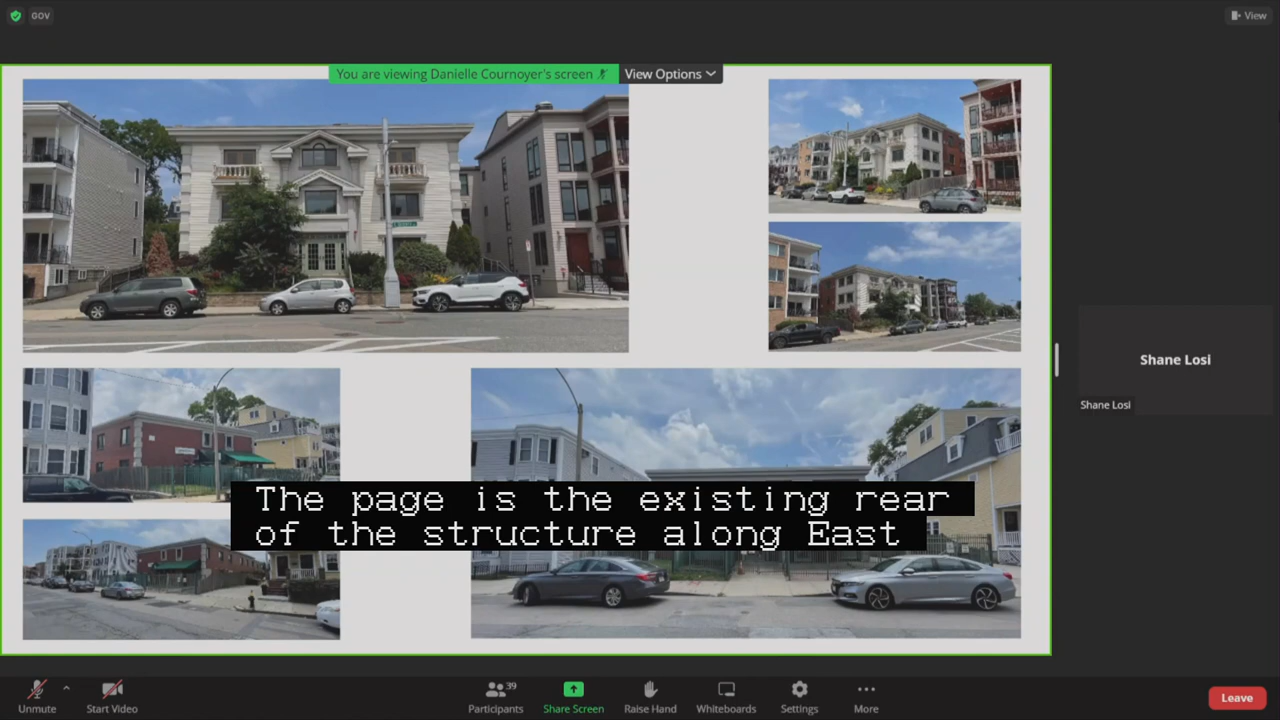 GOV
View
You are viewing Danielle Cournoyer's screen
View Options
Shane Losi
Shane Losi
The page is the existing rear
of the structure along East
Unmute
Start Video
39
Participants
Share Screen
Raise Hand
Whiteboards
Settings
More
Leave